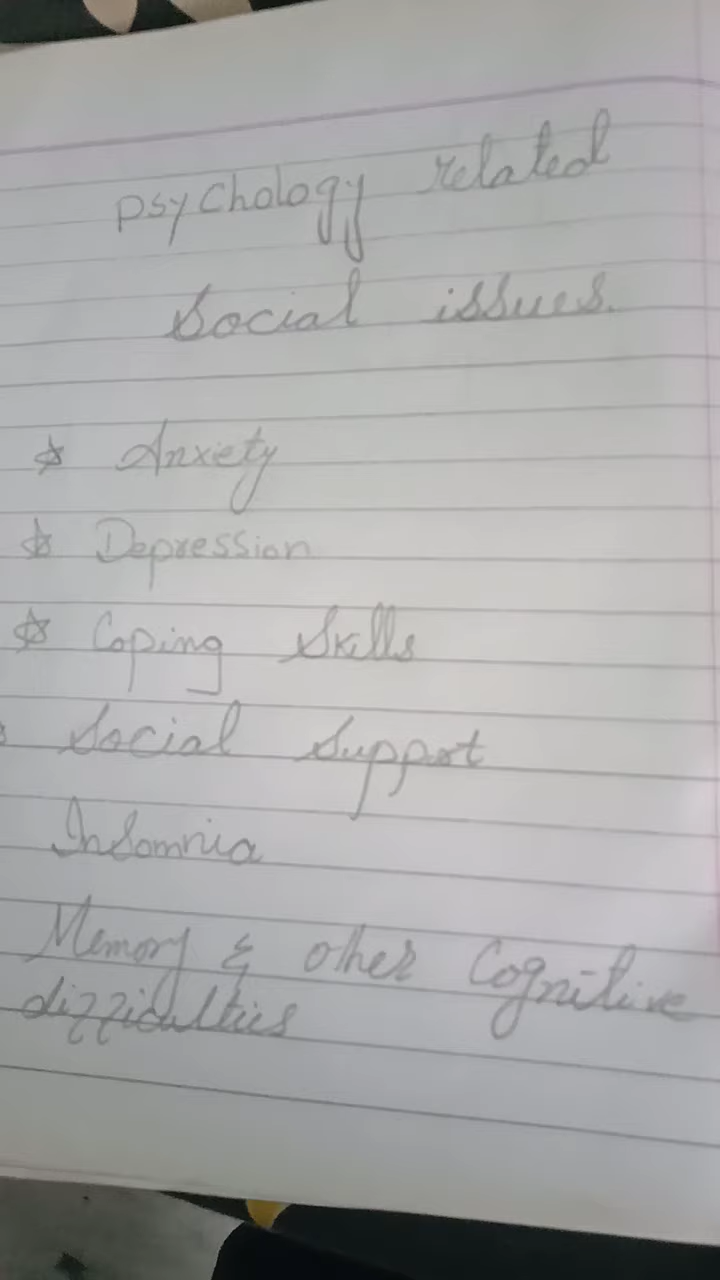 psychology related
Social issues.
☆ Anxiety
☆ Depression
☆ Coping Skills
Social Support
Insomnia
Memory & other Cognitive
difficulties